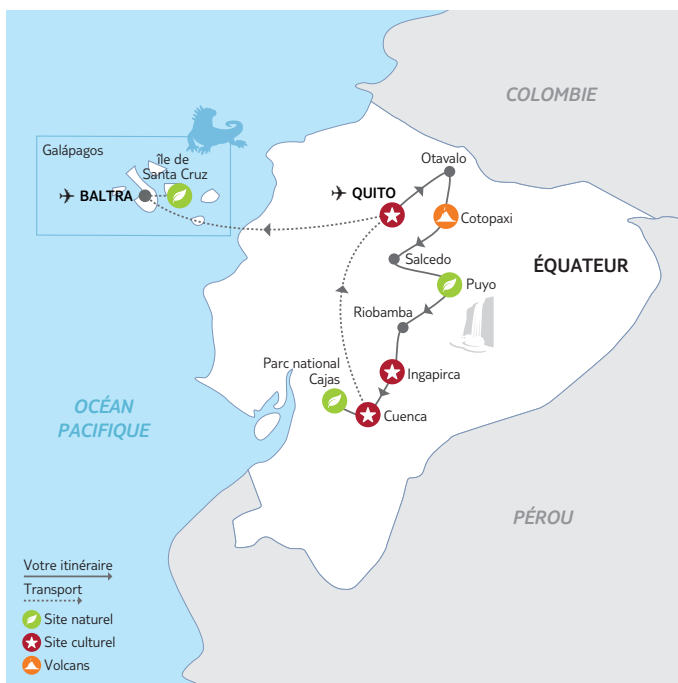 COLOMBIE
Galápagos
île de
Santa Cruz
BALTRA
QUITO
Otavalo
Cotopaxi
Salcedo
ÉQUATEUR
Puyo
Riobamba
Parc national
Cajas
Ingapirca
Cuenca
OCÉAN
PACIFIQUE
PÉROU
Votre itinéraire
Transport
Site naturel
Site culturel
Volcans